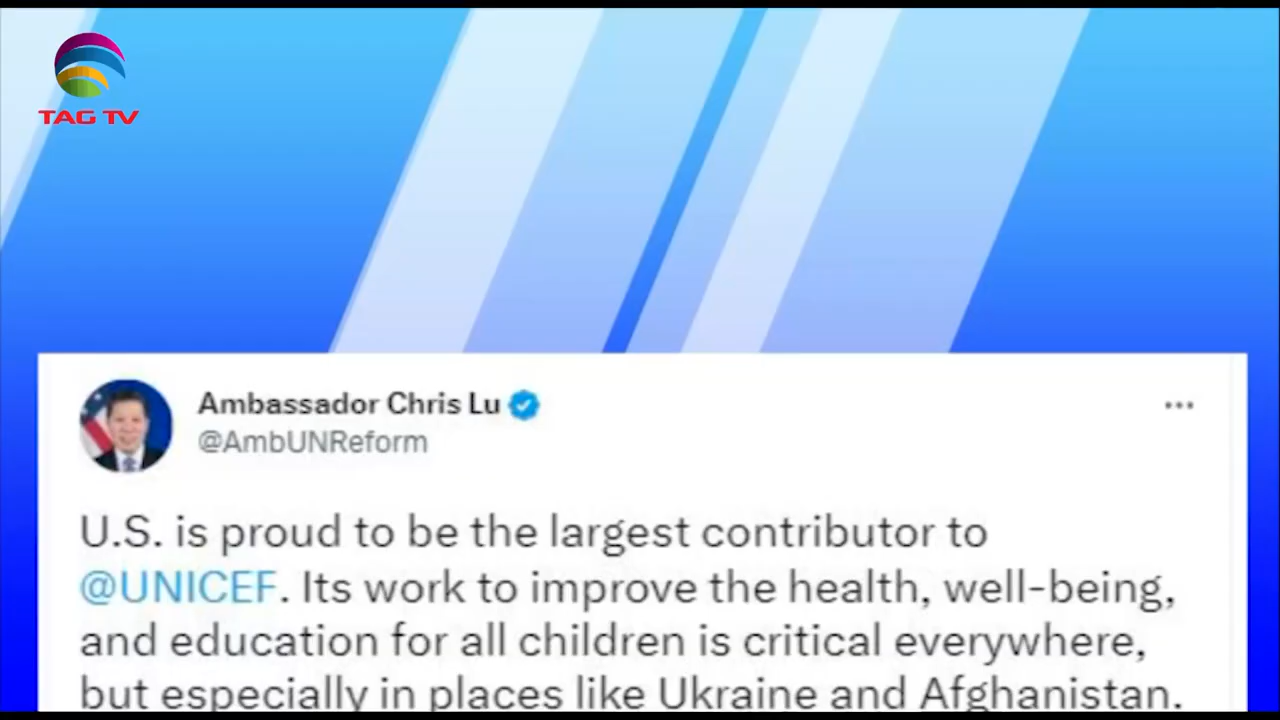 TAG TV
Ambassador Chris Lu
@AmbUNReform
U.S. is proud to be the largest contributor to
@UNICEF. Its work to improve the health, well-being,
and education for all children is critical everywhere,
but especially in places like Ukraine and Afghanistan.